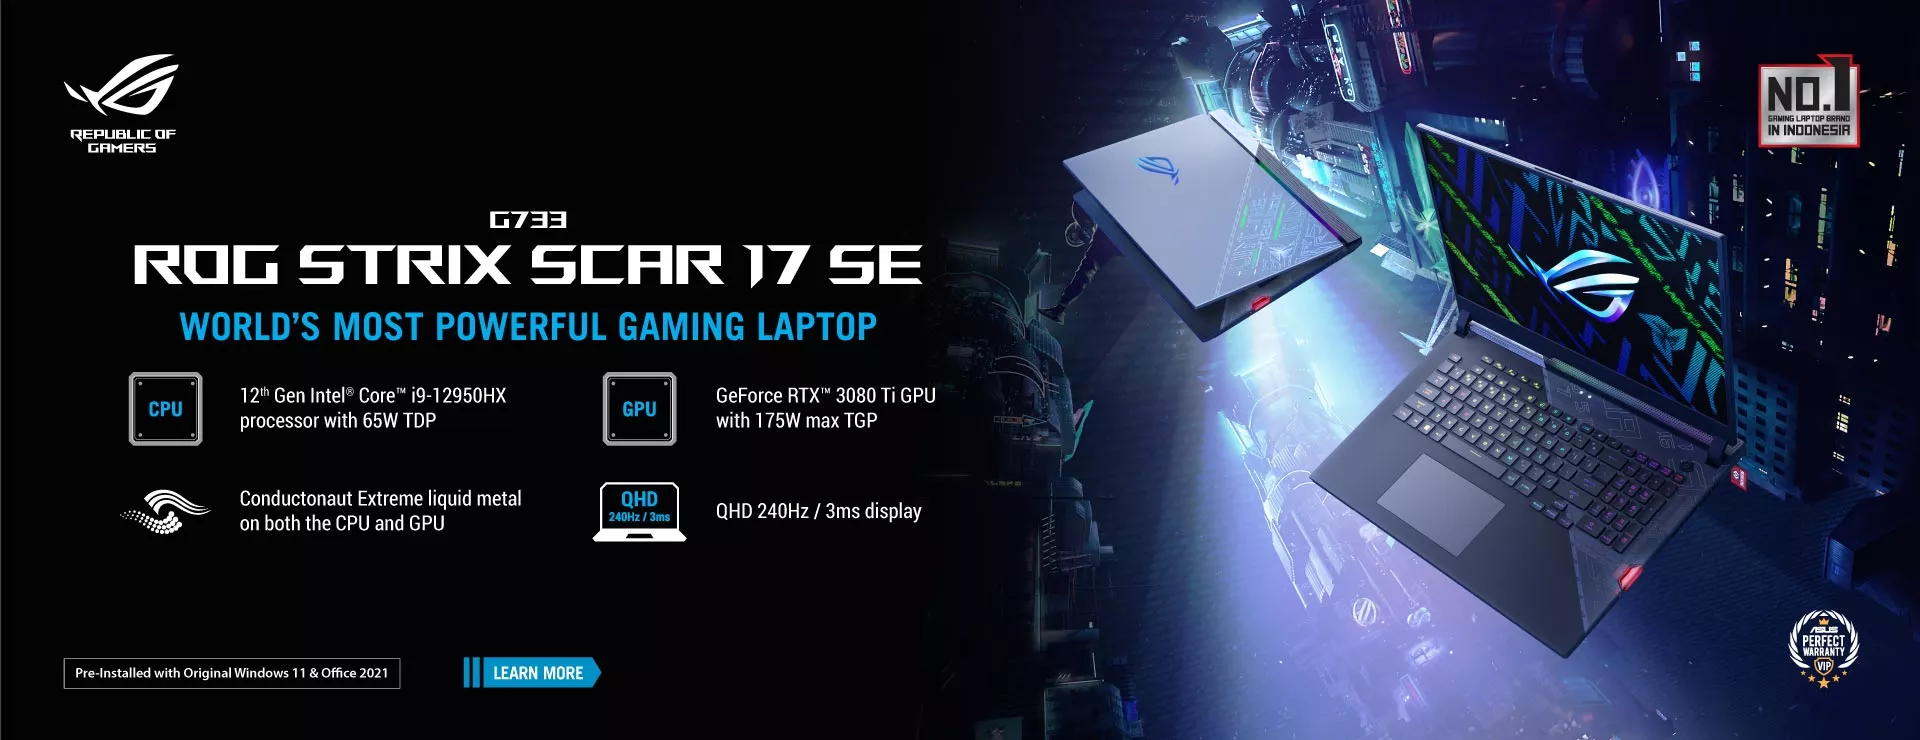 REPUBLIC OF
GAMERS
NO.1
GAMING LAPTOP BRAND
IN INDONESIA
G733
ROG STRIX SCAR 17 SE
WORLD'S MOST POWERFUL GAMING LAPTOP
CPU
12th Gen Intel® Core™ i9-12950HX
processor with 65W TDP
GPU
GeForce RTX™ 3080 Ti GPU
with 175W max TGP
Conductonaut Extreme liquid metal
on both the CPU and GPU
QHD
240Hz / 3ms
QHD 240Hz / 3ms display
Pre-Installed with Original Windows 11 & Office 2021
LEARN MORE
ASUS
PERFECT
WARRANTY
VIP